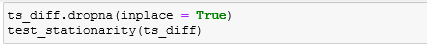 ts_diff.dropna(inplace = True)
test_stationarity(ts_diff)